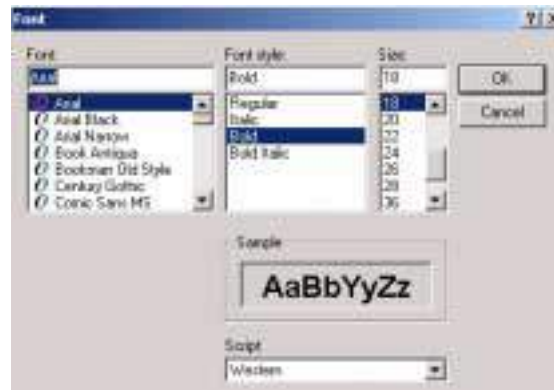 Font
Font:
Arial
Arial
Arial Black
Arial Narrow
Book Antiqua
Bookman Old Style
Century Gothic
Comic Sans MS
Font style:
Bold
Regular
Italic
Bold
Bold Italic
Size:
18
18
20
22
24
26
28
36
OK
Cancel
Sample
AaBbYyZz
Script:
Western